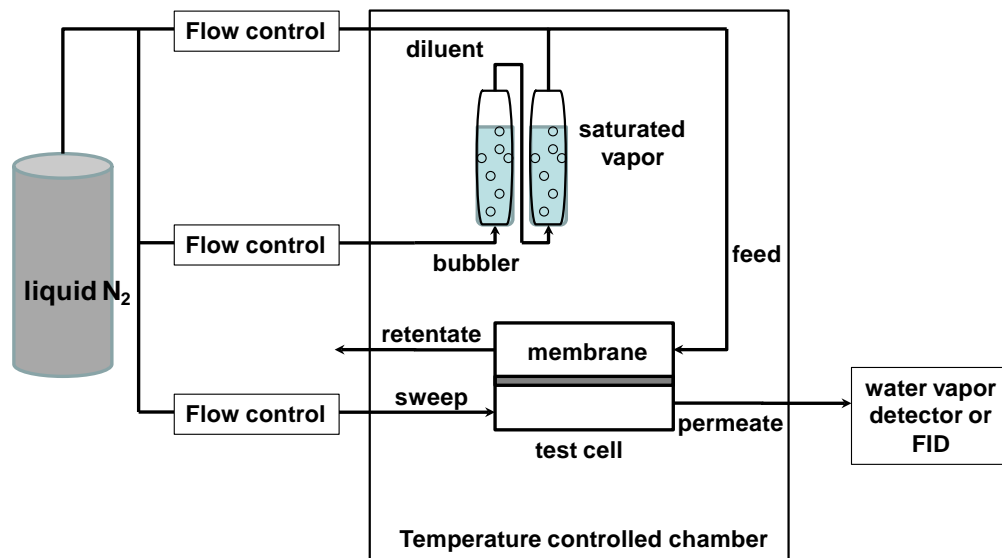 Flow control
diluent
saturated
vapor
Flow control
bubbler
feed
liquid N₂
retentate
membrane
Flow control
sweep
permeate
water vapor
detector or
FID
test cell
Temperature controlled chamber